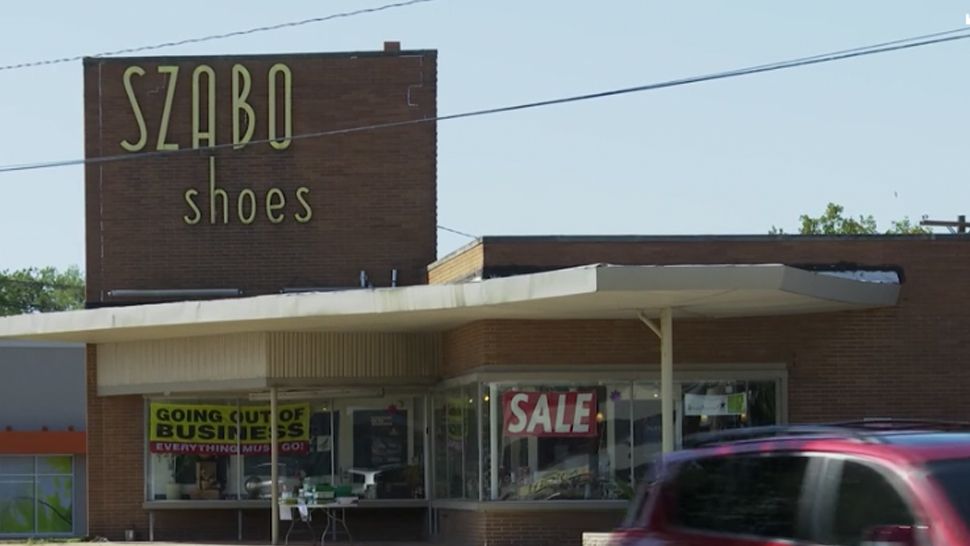 SZABO
shoes
GOING OUT OF
BUSINESS
EVERYTHING MUST GO!
SALE